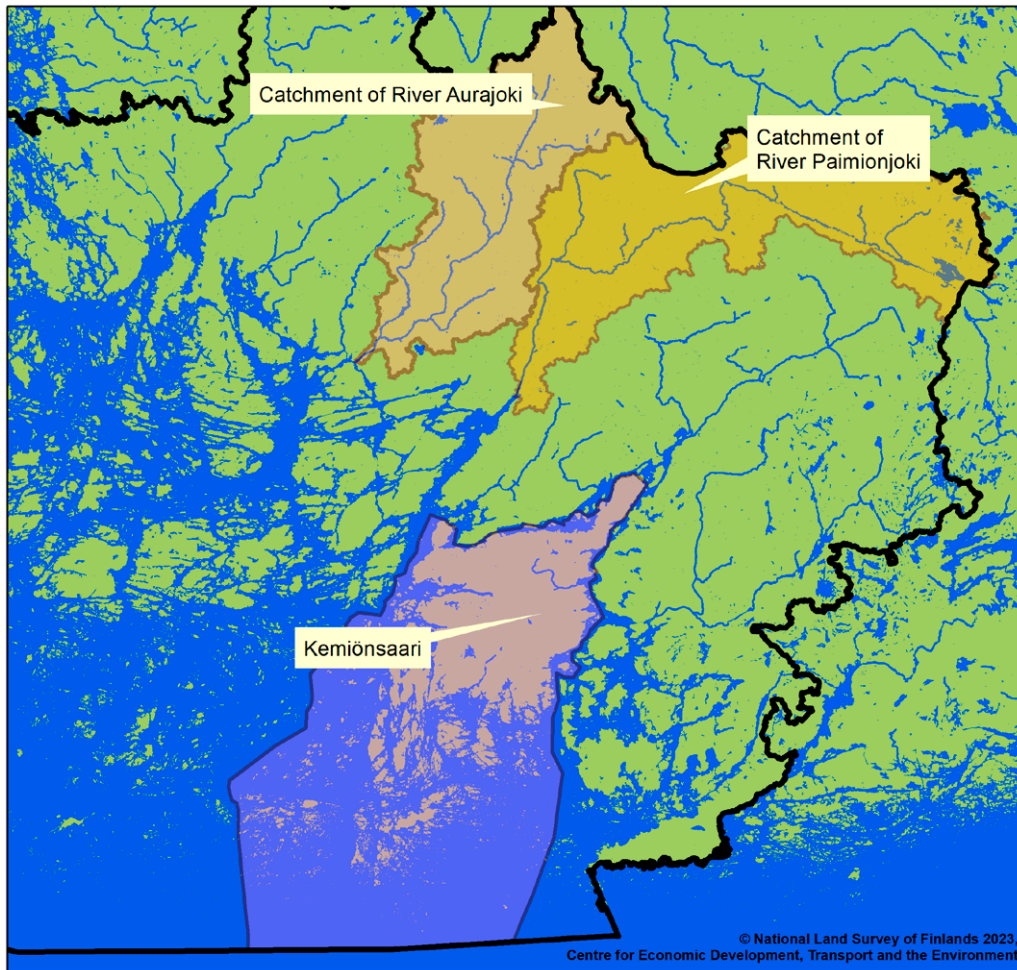 Catchment of River Aurajoki
Catchment of
River Paimionjoki
Kemiönsaari
© National Land Survey of Finlands 2023,
Centre for Economic Development, Transport and the Environment